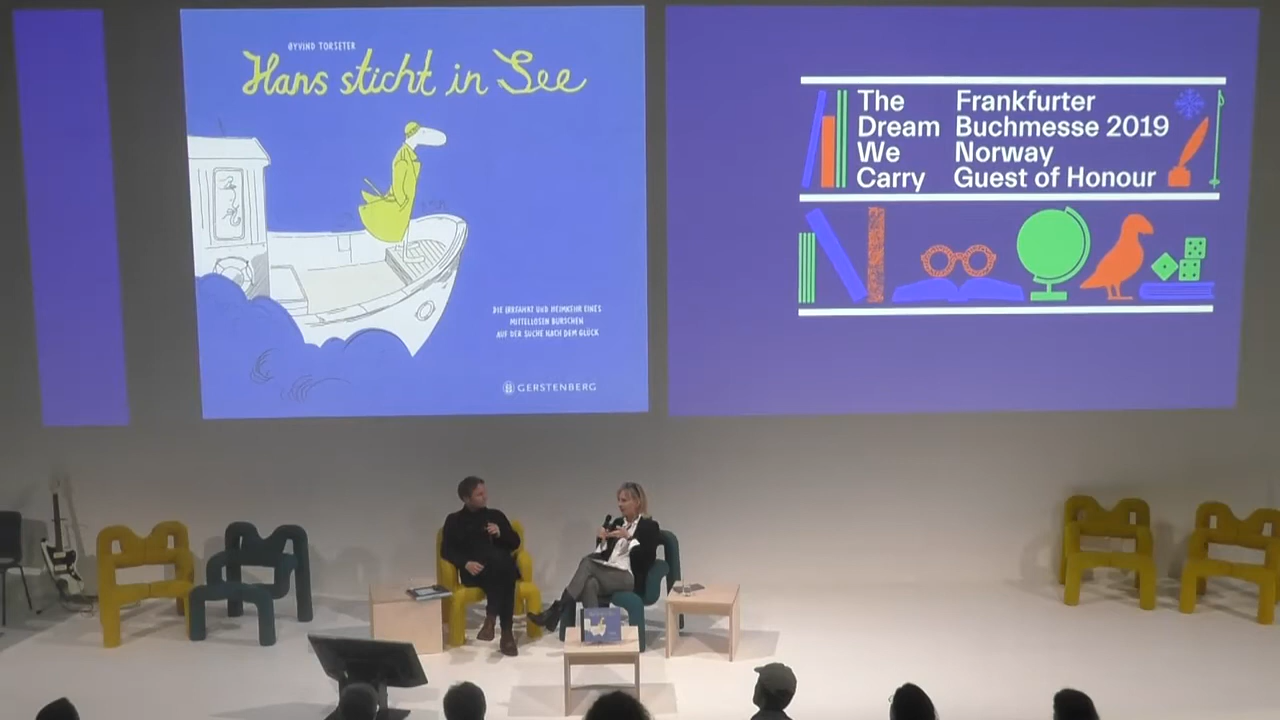 ØYVIND TORSETER
Hans sticht in See
DIE IRRFAHRT UND HEIMKEHR EINES
MITTELLOSEN BURSCHEN
AUF DER SUCHE NACH DEM GLÜCK
GERSTENBERG
The Dream We Carry
Frankfurter Buchmesse 2019 Norway Guest of Honour